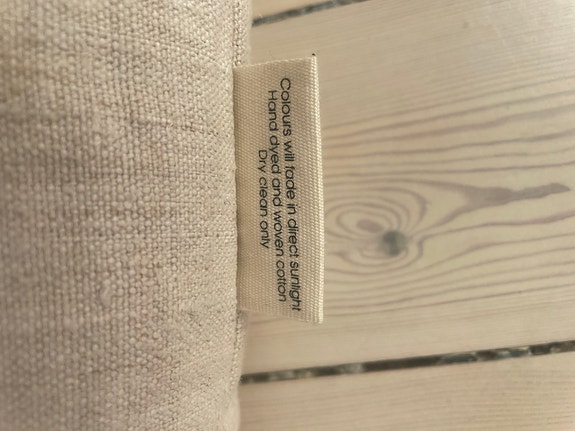 Colours will fade in direct sunlight
Hand dyed and woven cotton
Dry clean only